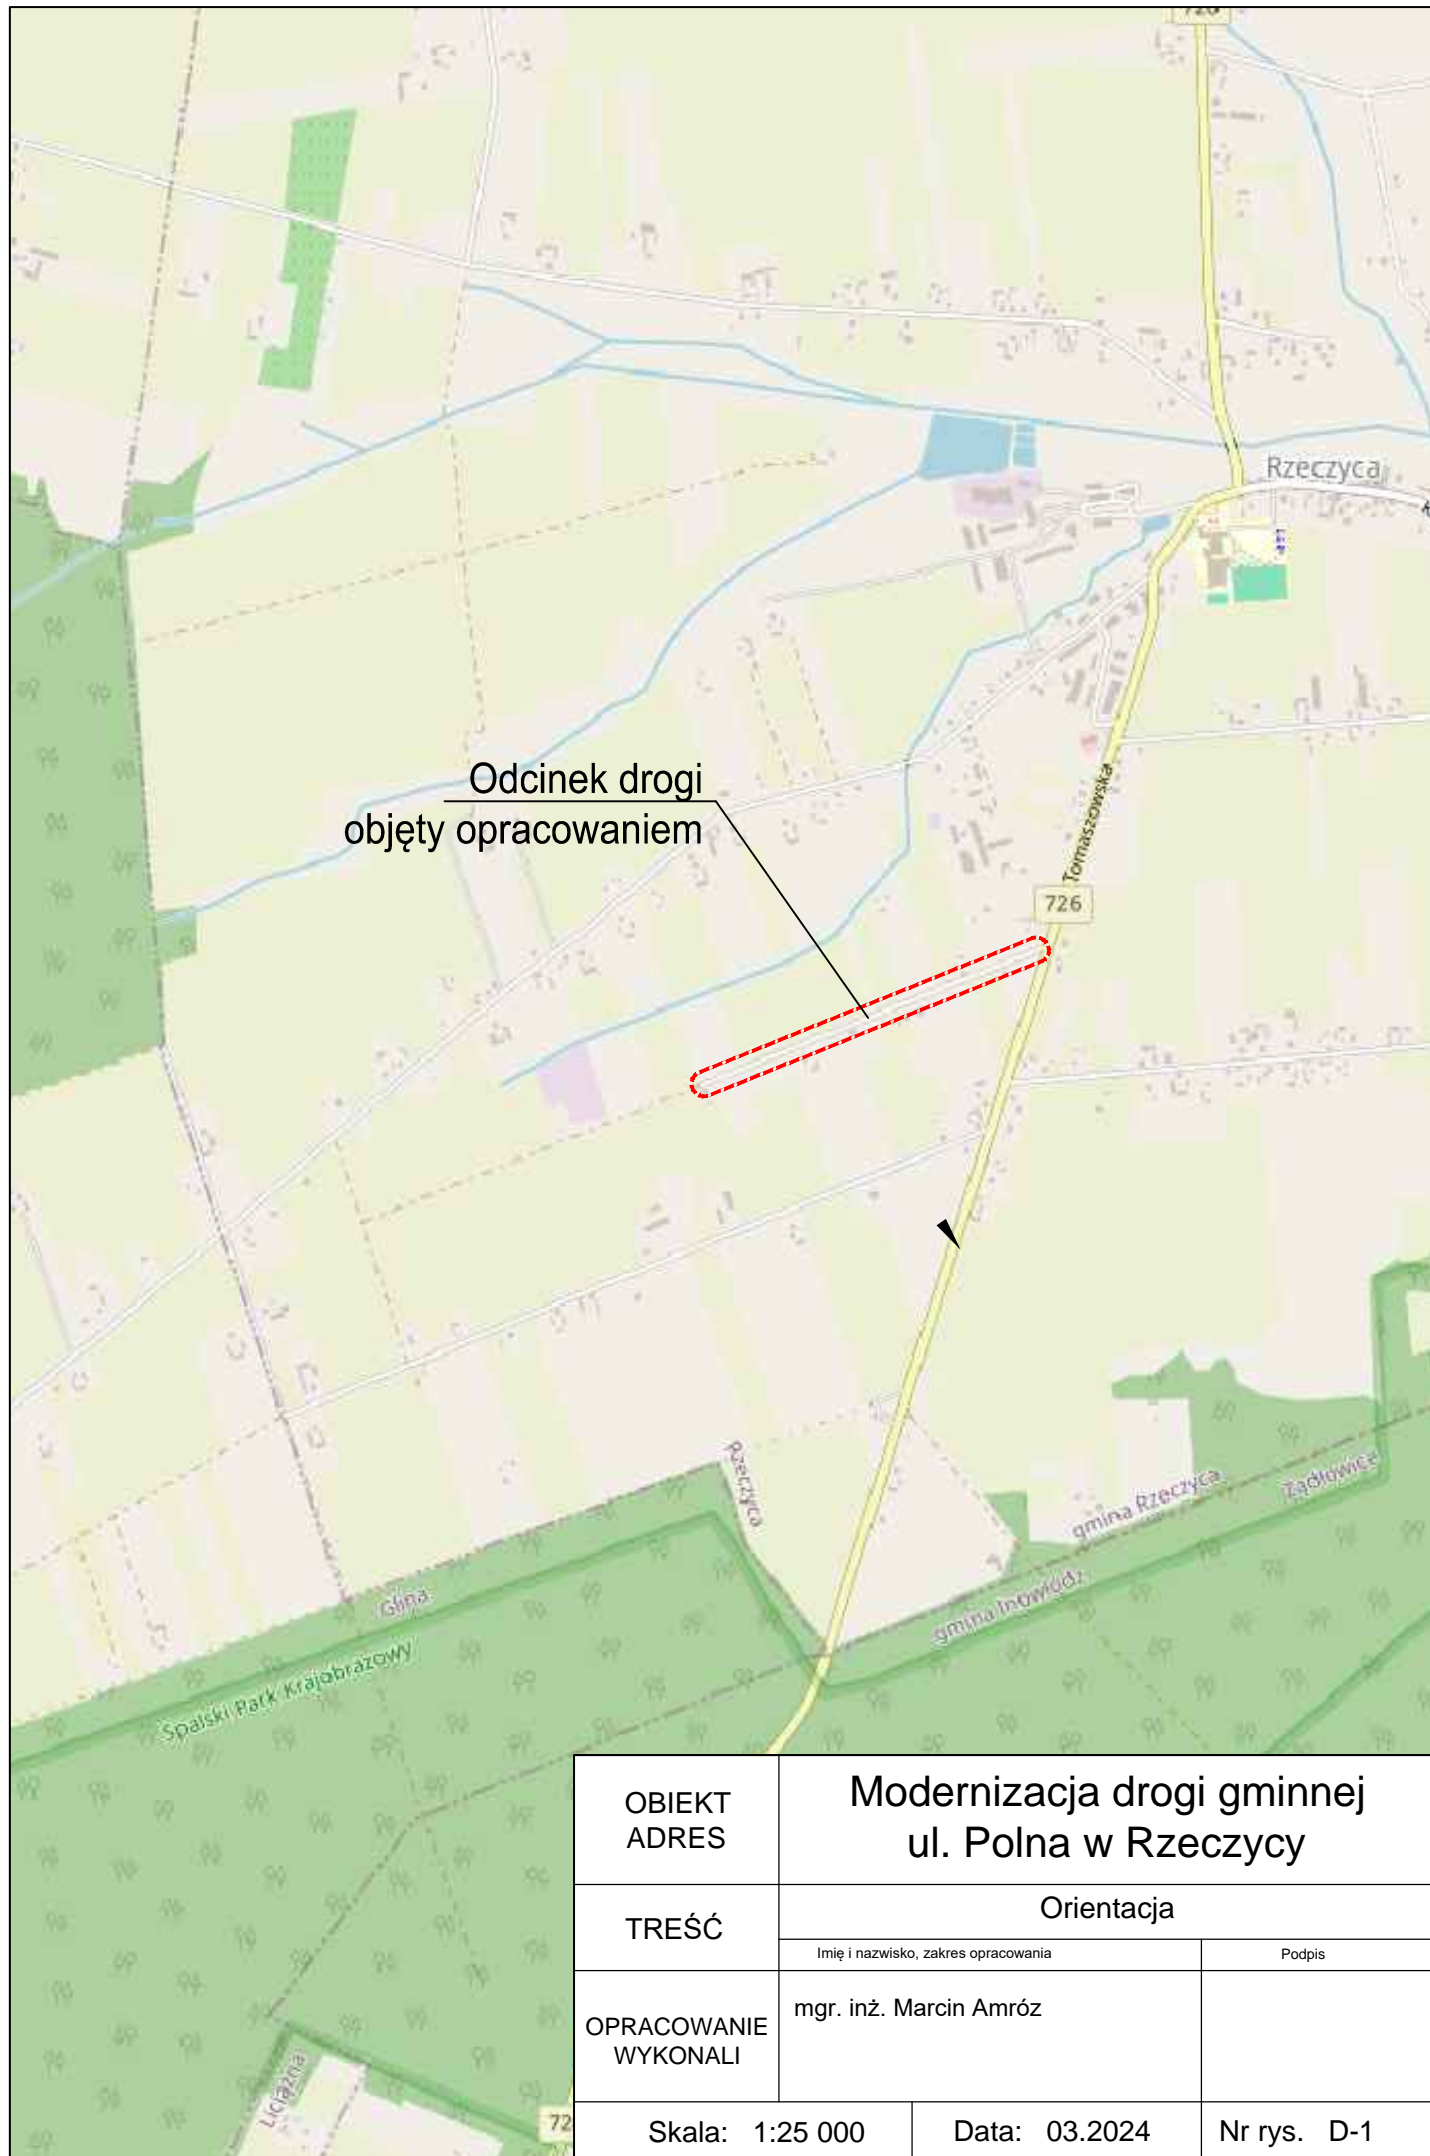 726
Rzeczyca
Odcinek drogi
objęty opracowaniem
Tomaszowska
726
Rzeczyca
gmina Rzeczyca
Żądłowice
gmina Inowłódz
Glina
Spalski Park Krajobrazowy
Liciążna
72
OBIEKT
ADRES
Modernizacja drogi gminnej
ul. Polna w Rzeczycy
TREŚĆ
Orientacja
Imię i nazwisko, zakres opracowania
Podpis
OPRACOWANIE
WYKONALI
mgr. inż. Marcin Amróz
Skala: 1:25 000
Data: 03.2024
Nr rys. D-1